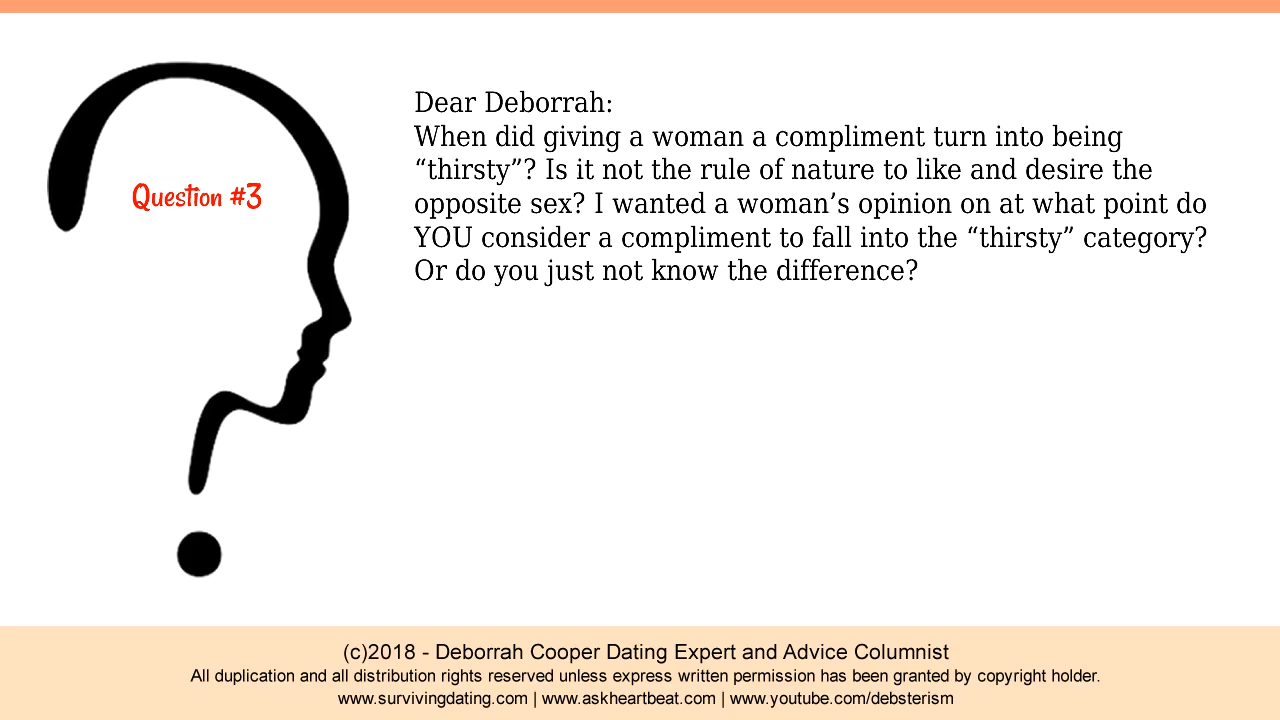 Question #3
Dear Deborrah:
When did giving a woman a compliment turn into being
“thirsty”? Is it not the rule of nature to like and desire the
opposite sex? I wanted a woman’s opinion on at what point do
YOU consider a compliment to fall into the “thirsty” category?
Or do you just not know the difference?
(c)2018 - Deborrah Cooper Dating Expert and Advice Columnist
All duplication and all distribution rights reserved unless express written permission has been granted by copyright holder.
www.survivingdating.com | www.askheartbeat.com | www.youtube.com/debsterism